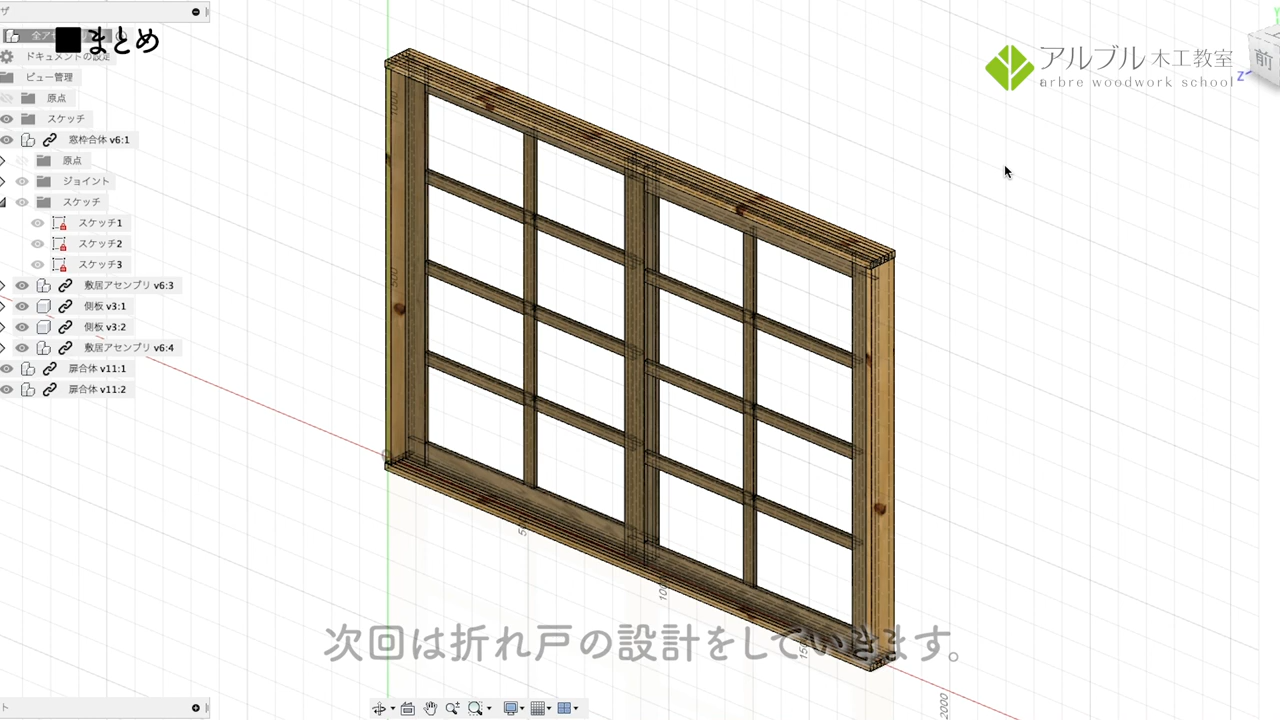 ザ
全ア
■まとめ
ドキュメントの設定
ビュー管理
原点
スケッチ
窓枠合体 v6:1
原点
ジョイント
スケッチ
スケッチ1
スケッチ2
スケッチ3
敷居アセンブリ v6:3
側板 v3:1
側板 v3:2
敷居アセンブリ v6:4
扉合体 v11:1
扉合体 v11:2
ト
アルブル木工教室
arbre woodwork school
Y
Z
前
1000
500
2000
次回は折れ戸の設計をしていきます。